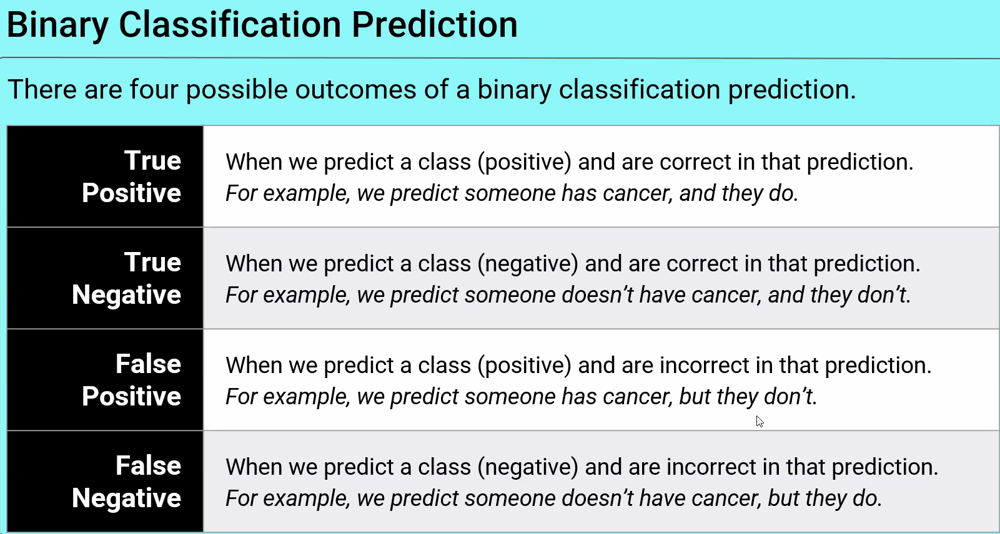 Binary Classification Prediction
There are four possible outcomes of a binary classification prediction.
True
Positive
When we predict a class (positive) and are correct in that prediction.
For example, we predict someone has cancer, and they do.
True
Negative
When we predict a class (negative) and are correct in that prediction.
For example, we predict someone doesn’t have cancer, and they don’t.
False
Positive
When we predict a class (positive) and are incorrect in that prediction.
For example, we predict someone has cancer, but they don’t.
False
Negative
When we predict a class (negative) and are incorrect in that prediction.
For example, we predict someone doesn’t have cancer, but they do.